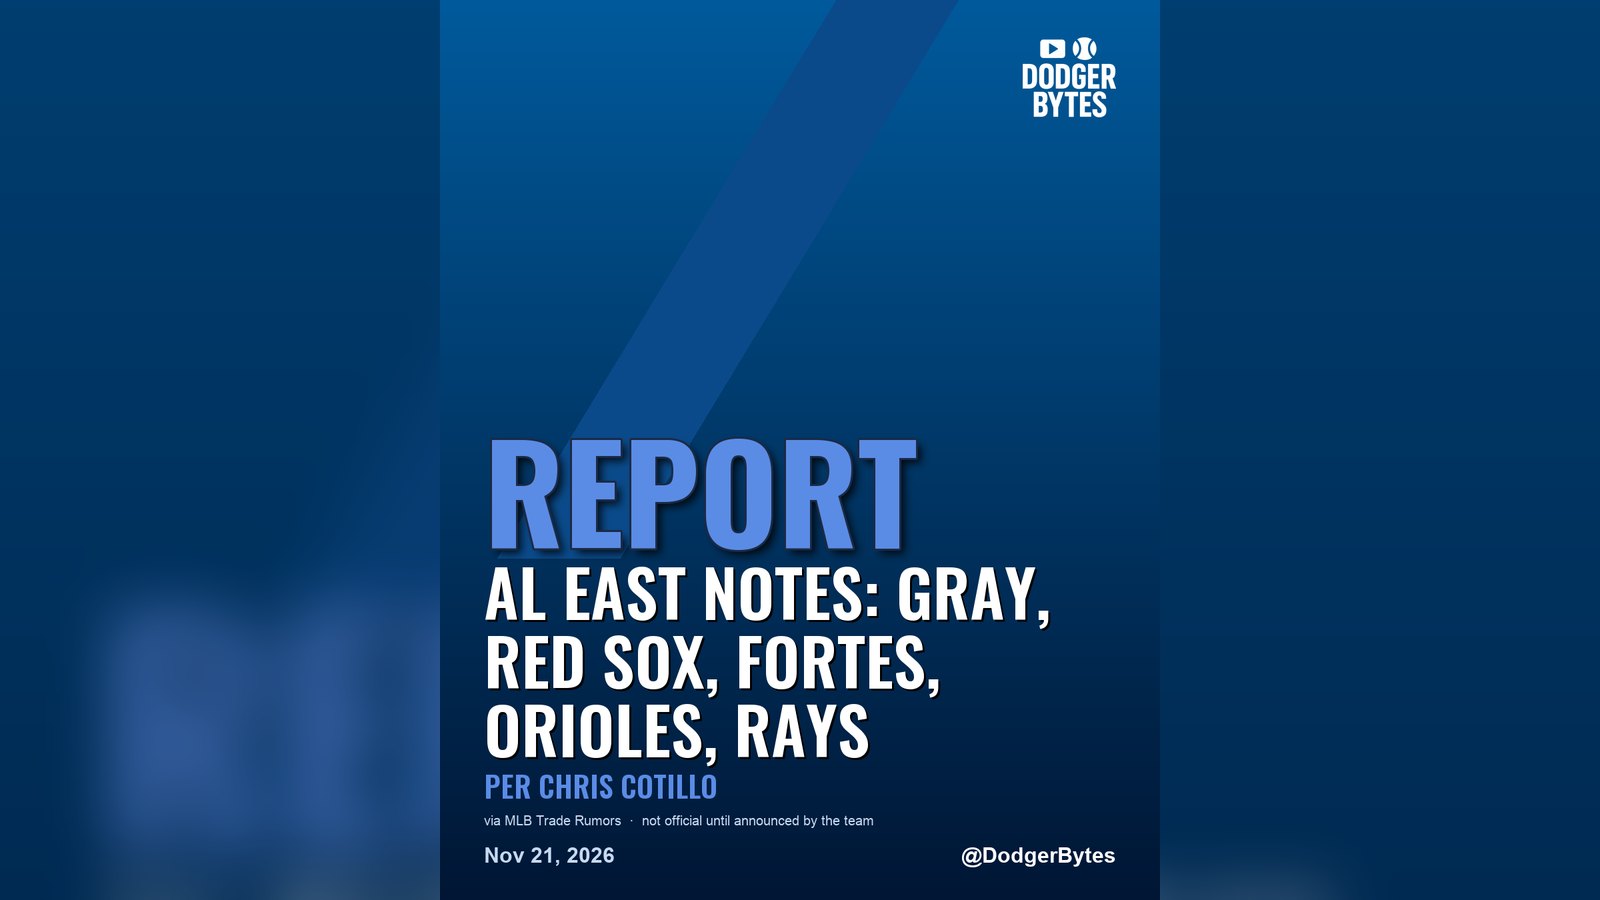 DODGER
BYTES
REPORT
AL EAST NOTES: GRAY,
RED SOX, FORTES,
ORIOLES, RAYS
PER CHRIS COTILLO
via MLB Trade Rumors · not official until announced by the team
Nov 21, 2026
@DodgerBytes